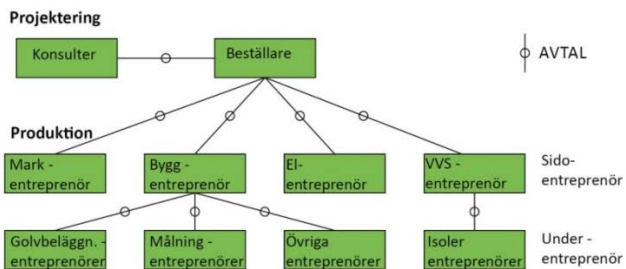 Projektering
Konsulter
Beställare
AVTAL
Produktion
Mark -
entreprenör
Bygg -
entreprenör
El-
entreprenör
VVS -
entreprenör
Sido-
entreprenör
Golvbeläggn. -
entreprenörer
Målning -
entreprenörer
Övriga
entreprenörer
Isoler
entreprenörer
Under -
entreprenör